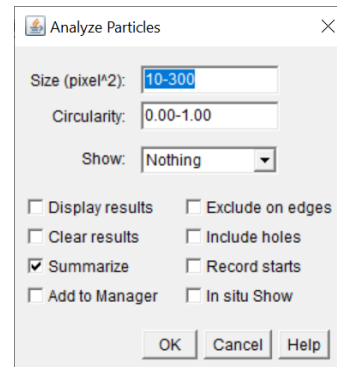 Analyze Particles
Size (pixel^2): 10-300
Circularity: 0.00-1.00
Show: Nothing
Display results Exclude on edges
Clear results Include holes
Summarize Record starts
Add to Manager In situ Show
OK Cancel Help